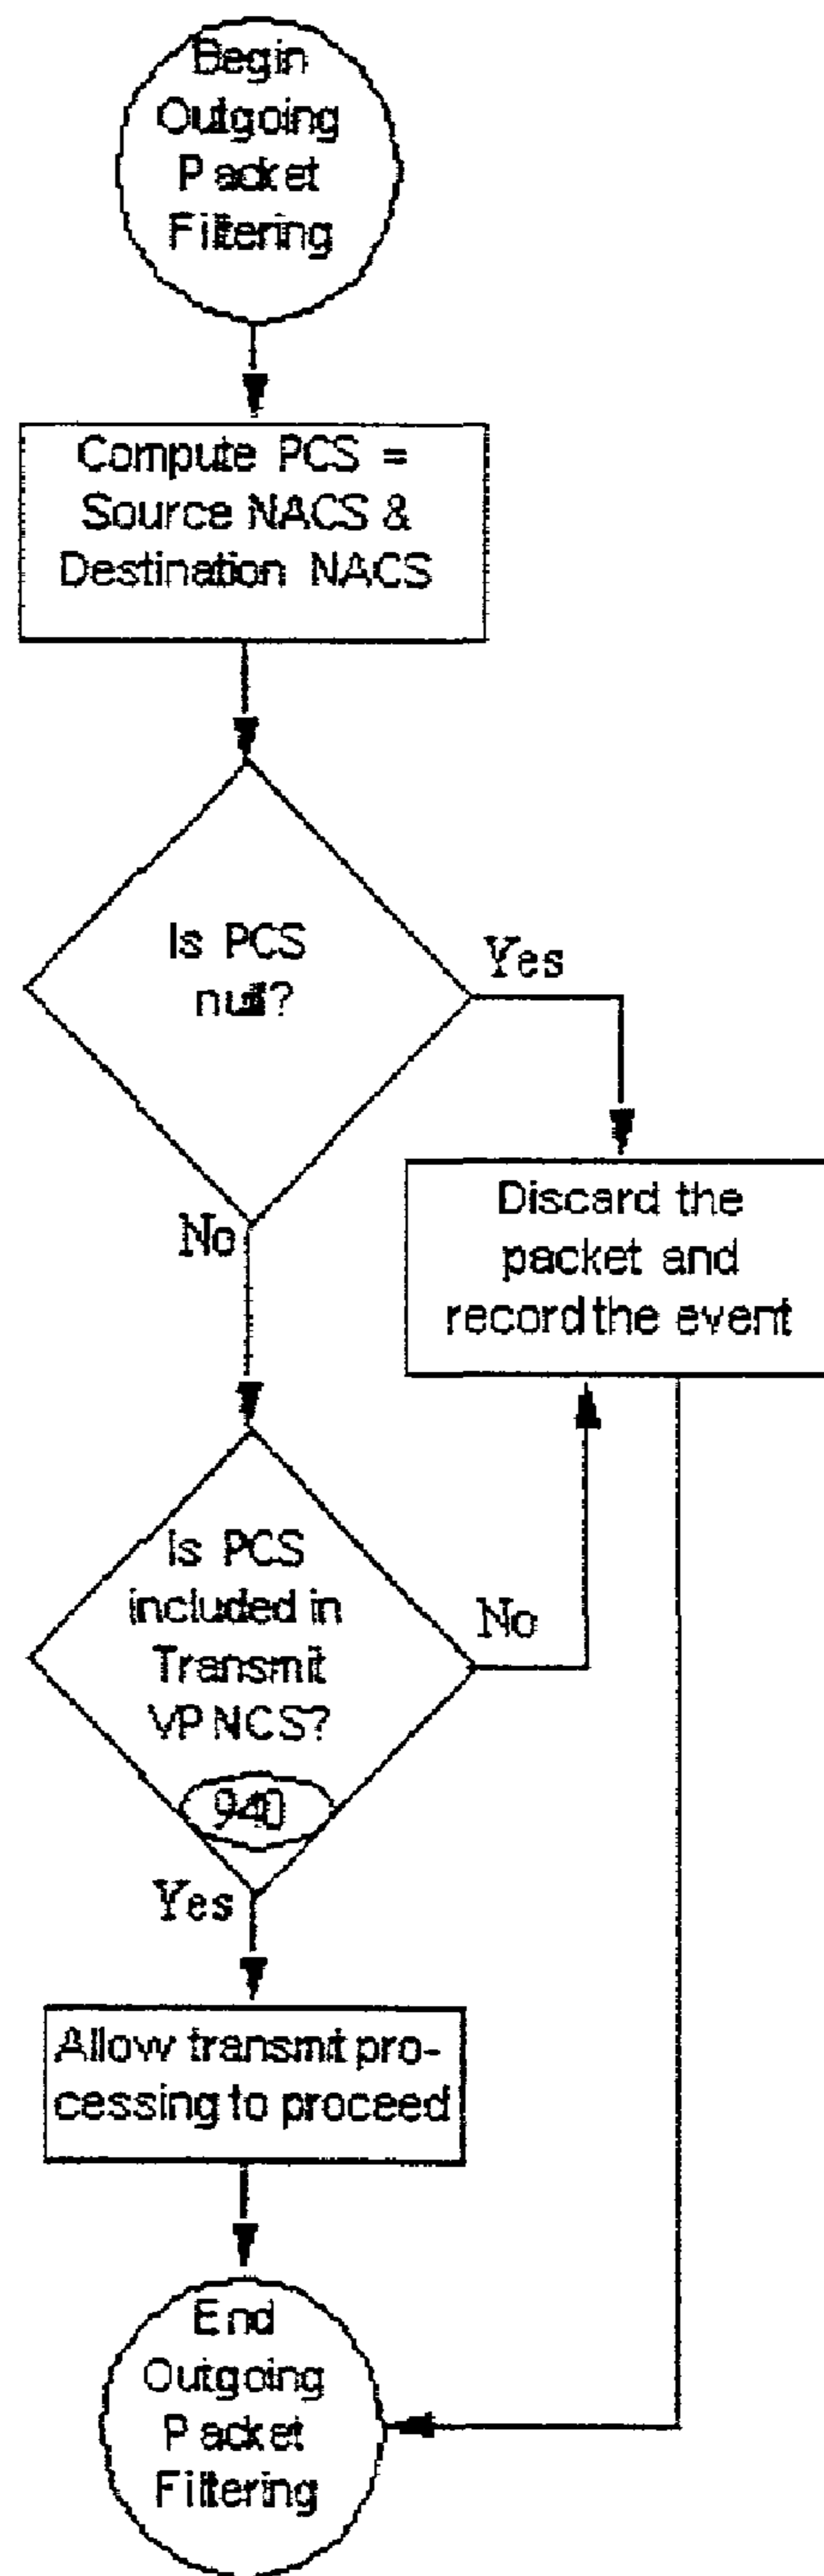 Begin
Outgoing
Packet
Filtering
Compute PCS =
Source NACS &
Destination NACS
Is PCS
null?
Yes
No
Discard the
packet and
record the event
Is PCS
included in
Transmit
VPNCS?
940
No
Yes
Allow transmit pro-
cessing to proceed
End
Outgoing
Packet
Filtering